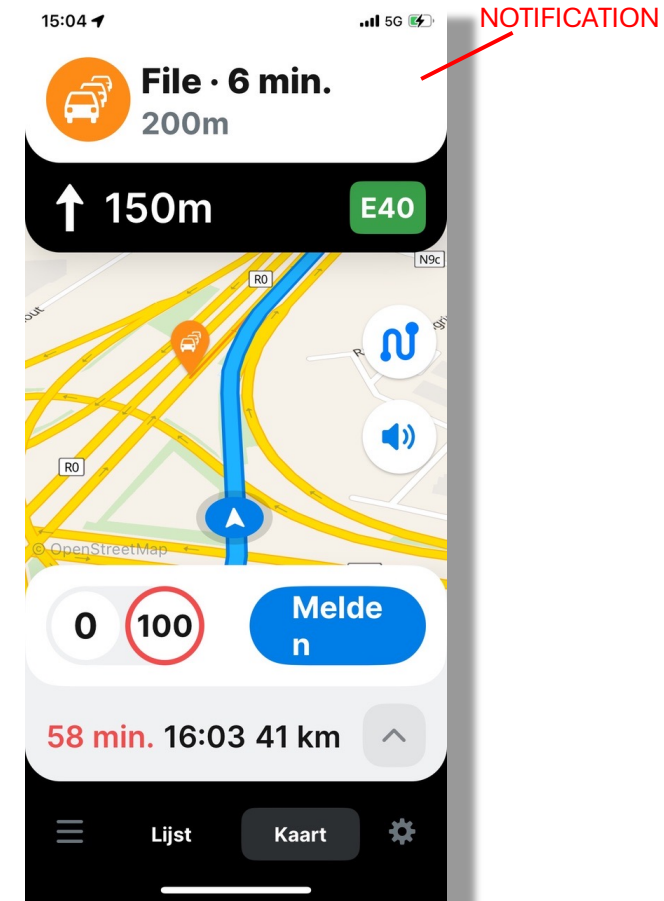 15:04
5G
NOTIFICATION
File · 6 min.
200m
150m
E40
N9c
R0
R0
© OpenStreetMap
0
100
Melde
n
58 min. 16:03 41 km
Lijst
Kaart